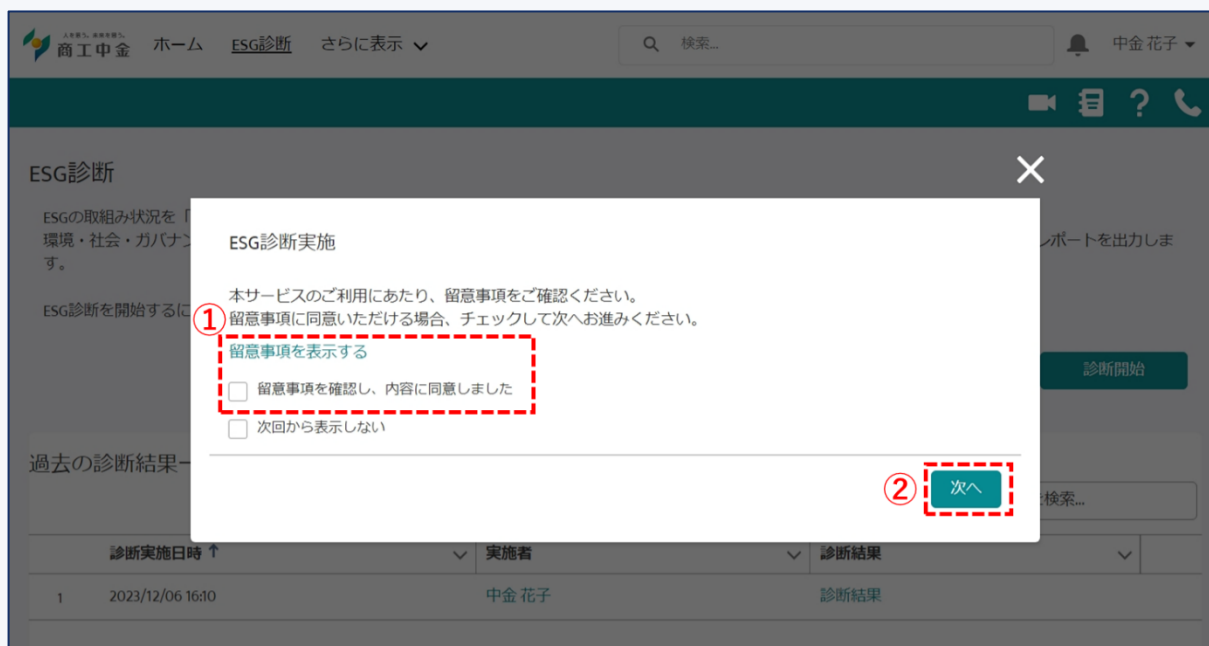 人を思う。未来を想う。
商工中金 ホーム ESG診断 さらに表示 検索... 中金 花子
ESG診断
ESGの取組み状況を「
環境・社会・ガバナン
レポートを出力しま
す。
ESG診断を開始するに
ESG診断実施
本サービスのご利用にあたり、留意事項をご確認ください。
① 留意事項に同意いただける場合、チェックして次へお進みください。
留意事項を表示する
留意事項を確認し、内容に同意しました
次回から表示しない
② 次へ
診断開始
過去の診断結果一
検索...
診断実施日時 ↑ 実施者 診断結果
1 2023/12/06 16:10 中金 花子 診断結果